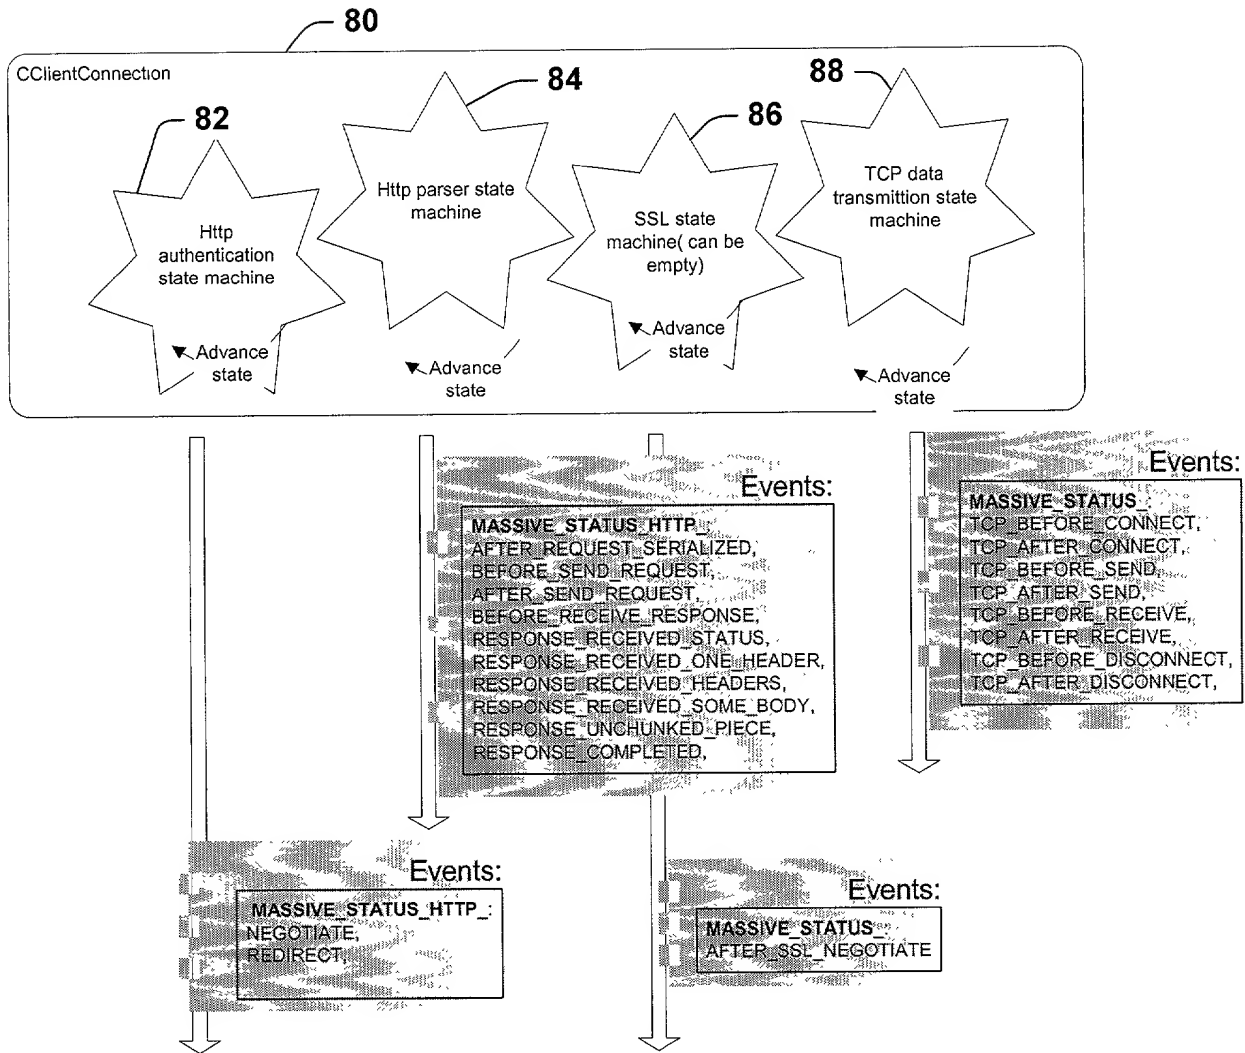 80
CClientConnection
82
Http
authentication
state machine
Advance
state
84
Http parser state
machine
Advance
state
86
SSL state
machine( can be
empty)
Advance
state
88
TCP data
transmittion state
machine
Advance
state
Events:
MASSIVE_STATUS_HTTP_:
AFTER_REQUEST_SERIALIZED,
BEFORE_SEND_REQUEST,
AFTER_SEND_REQUEST,
BEFORE_RECEIVE_RESPONSE,
RESPONSE_RECEIVED_STATUS,
RESPONSE_RECEIVED_ONE_HEADER,
RESPONSE_RECEIVED_HEADERS,
RESPONSE_RECEIVED_SOME_BODY,
RESPONSE_UNCHUNKED_PIECE,
RESPONSE_COMPLETED,
Events:
MASSIVE_STATUS_:
TCP_BEFORE_CONNECT,
TCP_AFTER_CONNECT,
TCP_BEFORE_SEND,
TCP_AFTER_SEND,
TCP_BEFORE_RECEIVE,
TCP_AFTER_RECEIVE,
TCP_BEFORE_DISCONNECT,
TCP_AFTER_DISCONNECT,
Events:
MASSIVE_STATUS_HTTP_:
NEGOTIATE,
REDIRECT,
Events:
MASSIVE_STATUS_:
AFTER_SSL_NEGOTIATE